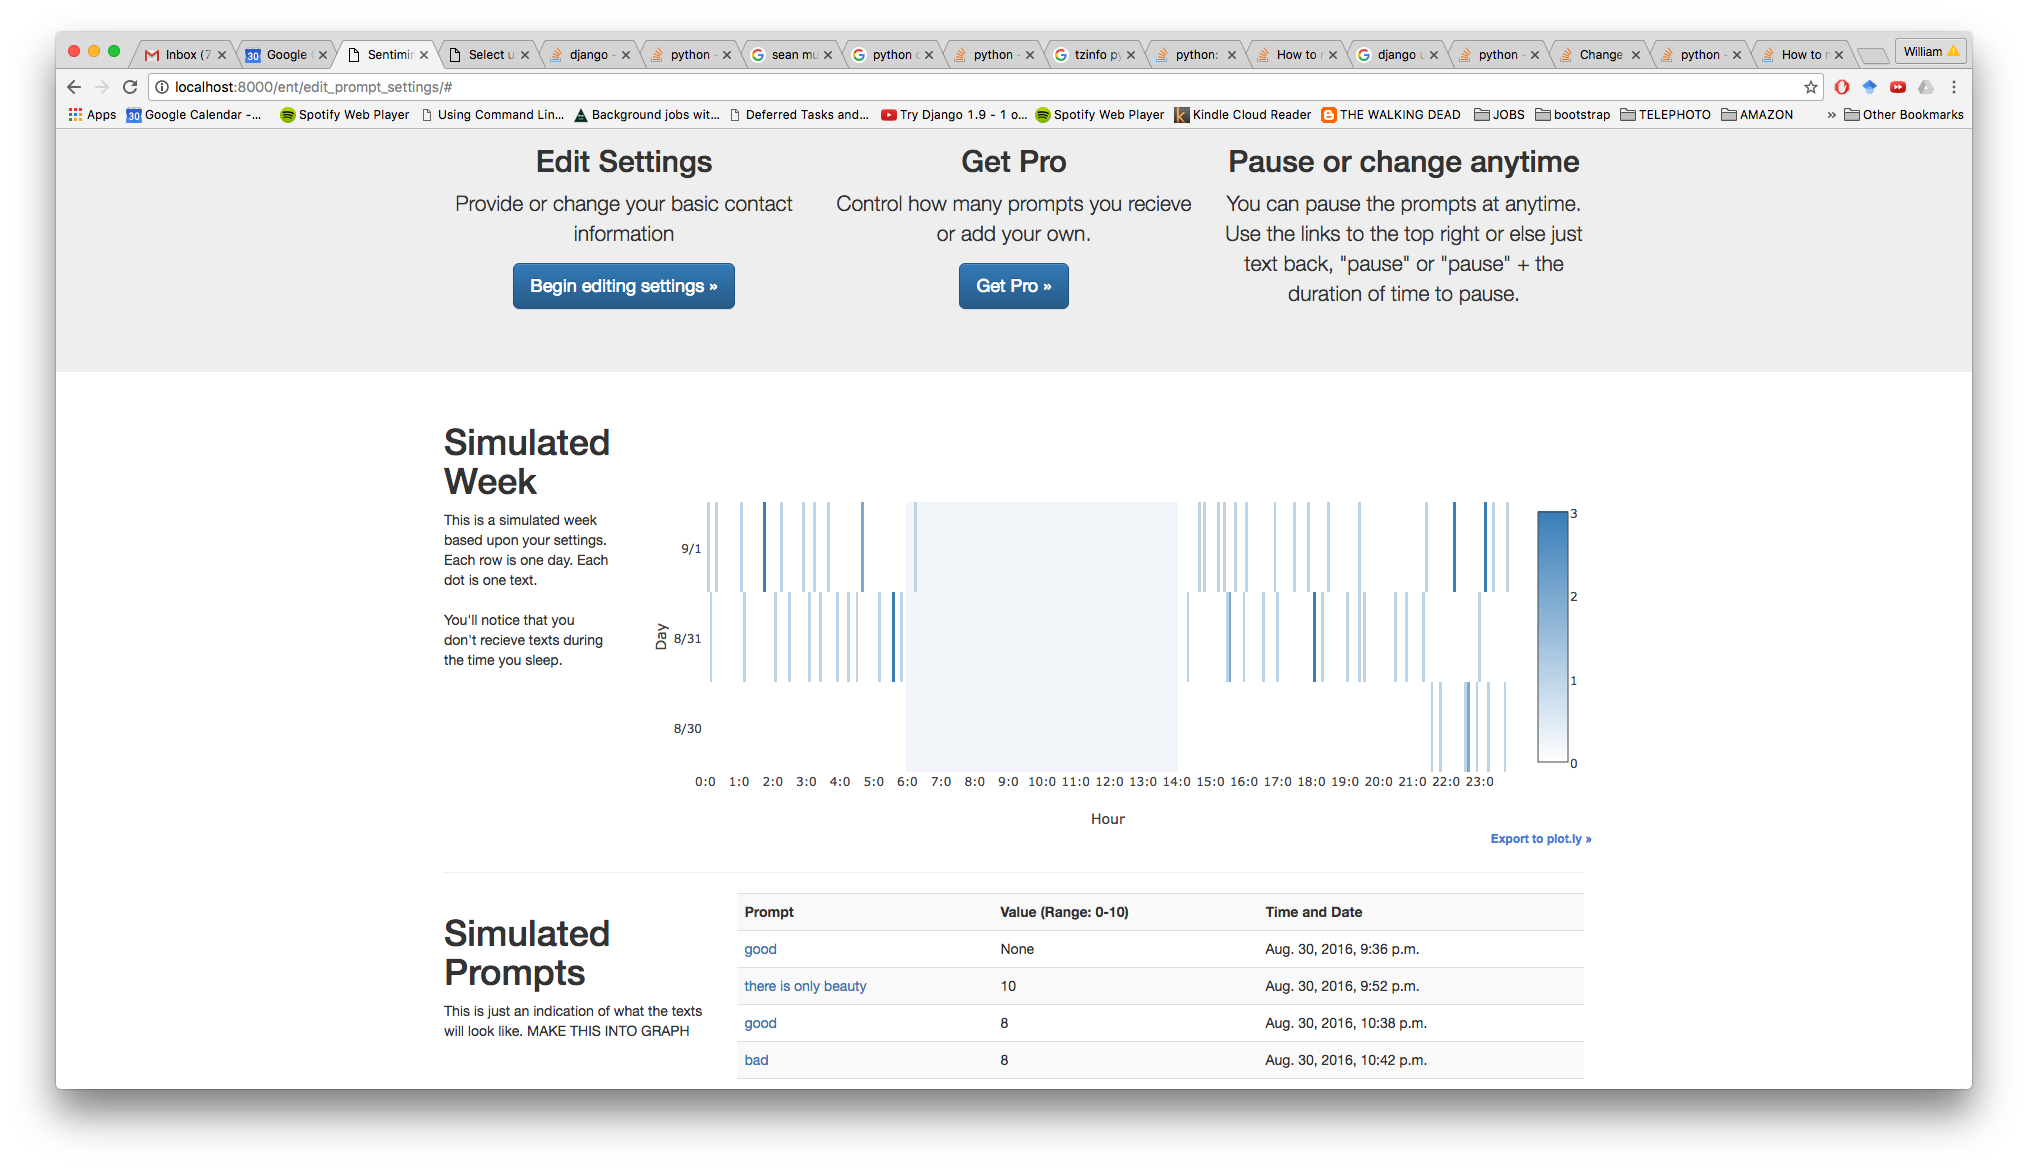 Inbox (7
Google
Sentimin
Select u
django -
python -
sean mu
python c
python -
tzinfo py
python:
How to r
django u
python -
Change
python -
How to r
William
localhost:8000/ent/edit_prompt_settings/#
Apps
30 Google Calendar -...
Spotify Web Player
Using Command Lin...
Background jobs wit...
Deferred Tasks and...
Try Django 1.9 - 1 o...
Spotify Web Player
Kindle Cloud Reader
THE WALKING DEAD
JOBS
bootstrap
TELEPHOTO
AMAZON
»
Other Bookmarks
Edit Settings
Provide or change your basic contact
information
Begin editing settings »
Get Pro
Control how many prompts you recieve
or add your own.
Get Pro »
Pause or change anytime
You can pause the prompts at anytime.
Use the links to the top right or else just
text back, "pause" or "pause" + the
duration of time to pause.
Simulated
Week
This is a simulated week
based upon your settings.
Each row is one day. Each
dot is one text.
You'll notice that you
don't recieve texts during
the time you sleep.
Day
9/1
8/31
8/30
0:0 1:0 2:0 3:0 4:0 5:0 6:0 7:0 8:0 9:0 10:0 11:0 12:0 13:0 14:0 15:0 16:0 17:0 18:0 19:0 20:0 21:0 22:0 23:0
Hour
3
2
1
0
Export to plot.ly »
Simulated
Prompts
This is just an indication of what the texts
will look like. MAKE THIS INTO GRAPH
Prompt Value (Range: 0-10) Time and Date
good None Aug. 30, 2016, 9:36 p.m.
there is only beauty 10 Aug. 30, 2016, 9:52 p.m.
good 8 Aug. 30, 2016, 10:38 p.m.
bad 8 Aug. 30, 2016, 10:42 p.m.